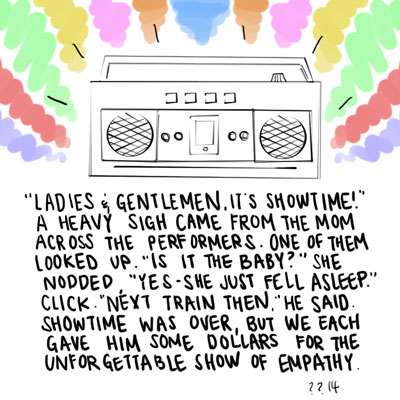 "LADIES & GENTLEMEN, IT'S SHOWTIME!"
A HEAVY SIGH CAME FROM THE MOM
ACROSS THE PERFORMERS. ONE OF THEM
LOOKED UP. "IS IT THE BABY?" SHE
NODDED, "YES - SHE JUST FELL ASLEEP."
CLICK. "NEXT TRAIN THEN," HE SAID.
SHOWTIME WAS OVER, BUT WE EACH
GAVE HIM SOME DOLLARS FOR THE
UNFORGETTABLE SHOW OF EMPATHY.
??14